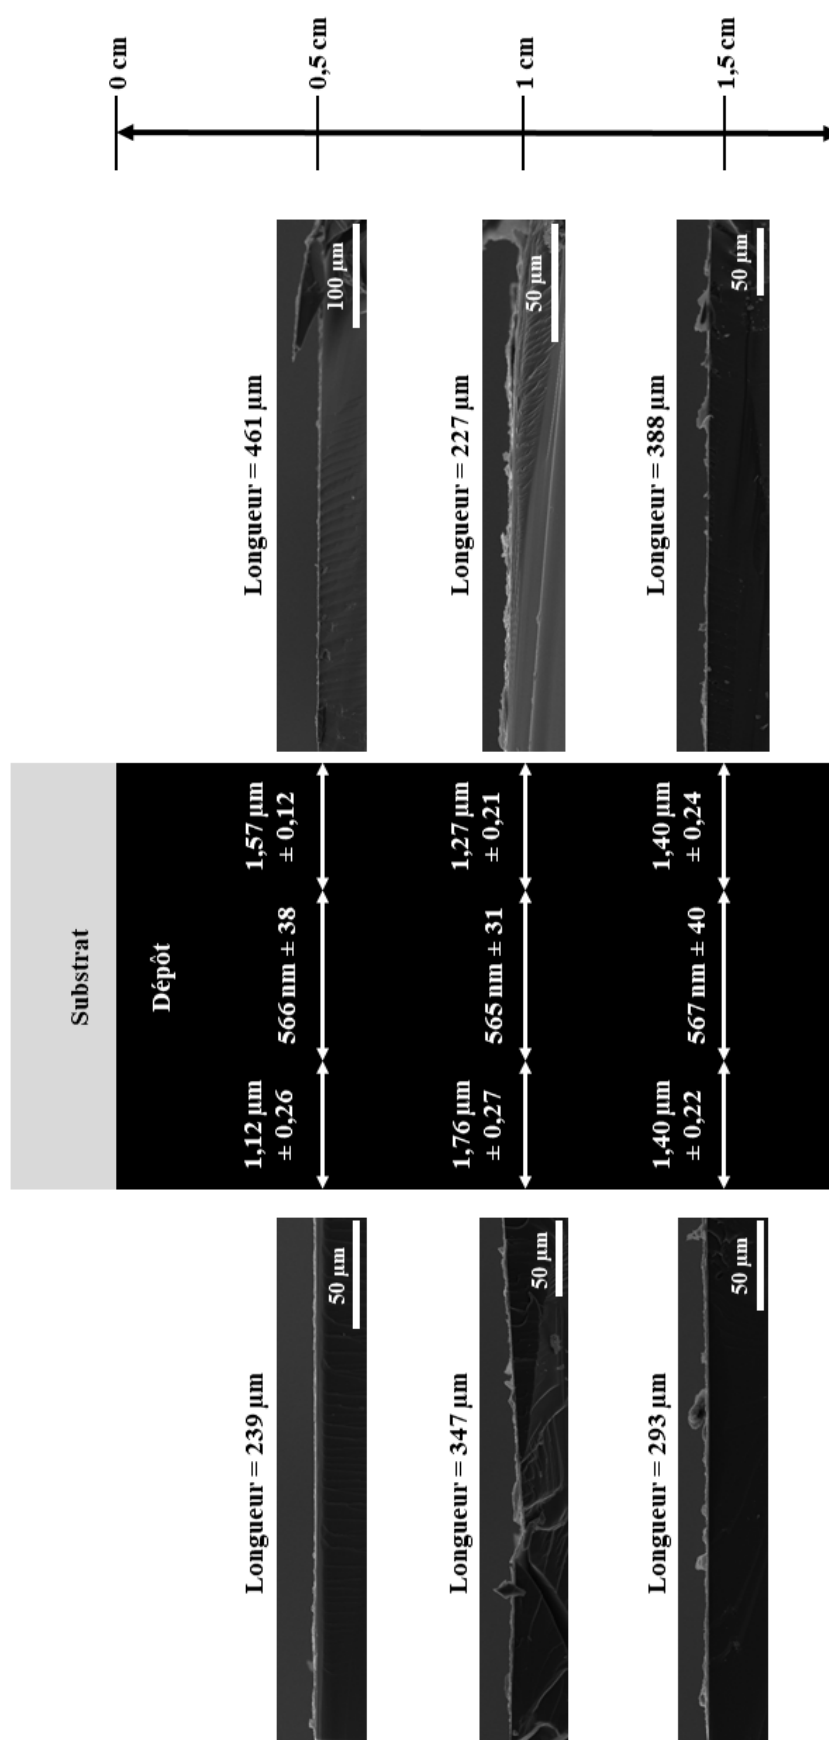 Substrat
Dépôt
0 cm
0,5 cm
1 cm
1,5 cm
Longueur = 239 µm
50 µm
1,12 µm
± 0,26
566 nm ± 38
1,57 µm
± 0,12
Longueur = 461 µm
100 µm
Longueur = 347 µm
50 µm
1,76 µm
± 0,27
565 nm ± 31
1,27 µm
± 0,21
Longueur = 227 µm
50 µm
Longueur = 293 µm
50 µm
1,40 µm
± 0,22
567 nm ± 40
1,40 µm
± 0,24
Longueur = 388 µm
50 µm